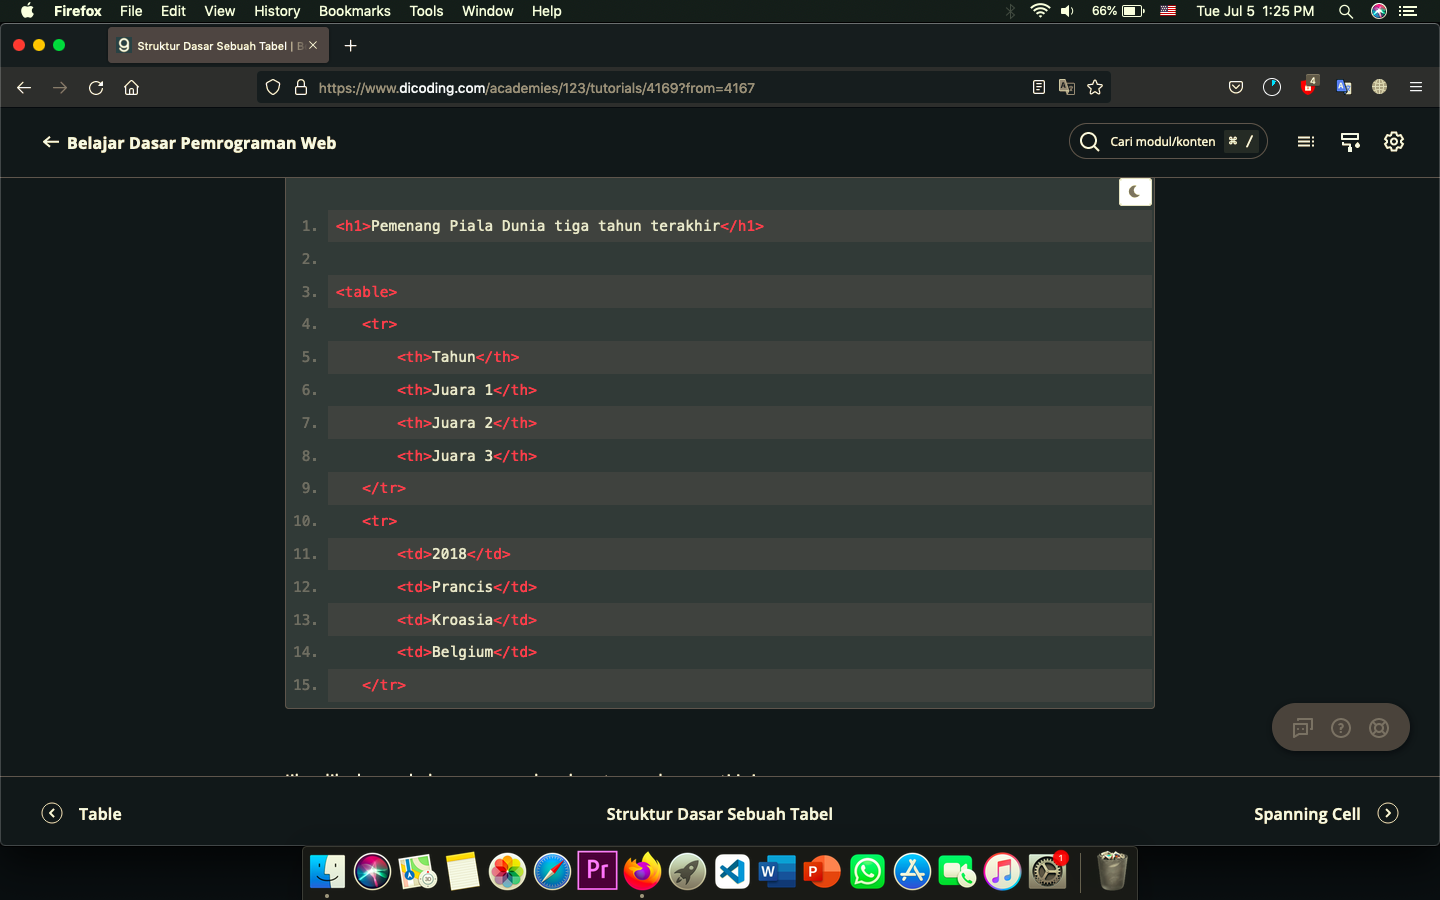 Firefox File Edit View History Bookmarks Tools Window Help 66% Tue Jul 5 1:25 PM
Struktur Dasar Sebuah Tabel | B
https://www.dicoding.com/academies/123/tutorials/4169?from=4167
4
Belajar Dasar Pemrograman Web
Cari modul/konten ⌘ /
1. <h1>Pemenang Piala Dunia tiga tahun terakhir</h1>
2.
3. <table>
4. <tr>
5. <th>Tahun</th>
6. <th>Juara 1</th>
7. <th>Juara 2</th>
8. <th>Juara 3</th>
9. </tr>
10. <tr>
11. <td>2018</td>
12. <td>Prancis</td>
13. <td>Kroasia</td>
14. <td>Belgium</td>
15. </tr>
Table Struktur Dasar Sebuah Tabel Spanning Cell
Pr W P 1